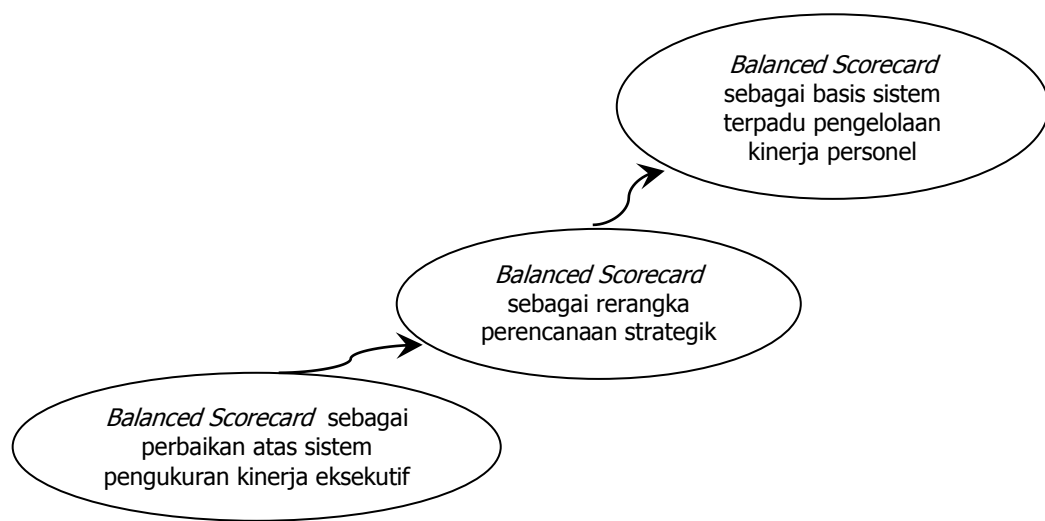 Balanced Scorecard
sebagai basis sistem
terpadu pengelolaan
kinerja personel
Balanced Scorecard
sebagai rerangka
perencanaan strategik
Balanced Scorecard sebagai
perbaikan atas sistem
pengukuran kinerja eksekutif